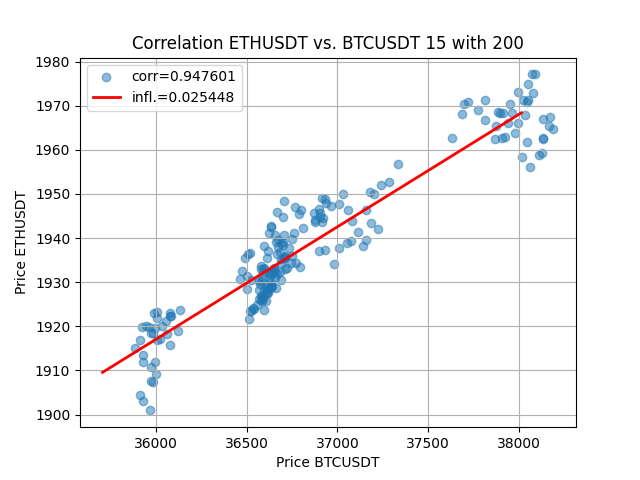 Correlation ETHUSDT vs. BTCUSDT 15 with 200
corr=0.947601
infl.=0.025448
Price ETHUSDT
1980
1970
1960
1950
1940
1930
1920
1910
1900
36000 36500 37000 37500 38000
Price BTCUSDT